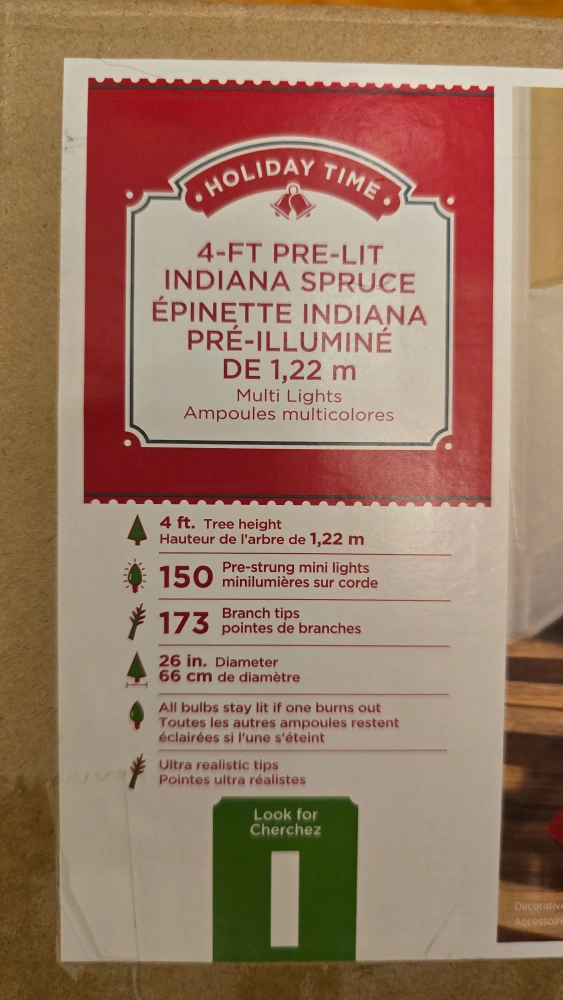 HOLIDAY TIME
4-FT PRE-LIT
INDIANA SPRUCE
ÉPINETTE INDIANA
PRÉ-ILLUMINÉ
DE 1,22 m
Multi Lights
Ampoules multicolores
4 ft. Tree height
Hauteur de l'arbre de 1,22 m
150 Pre-strung mini lights
minilumières sur corde
173 Branch tips
pointes de branches
26 in. Diameter
66 cm de diamètre
All bulbs stay lit if one burns out
Toutes les autres ampoules restent
éclairées si l'une s'éteint
Ultra realistic tips
Pointes ultra réalistes
Look for
Cherchez